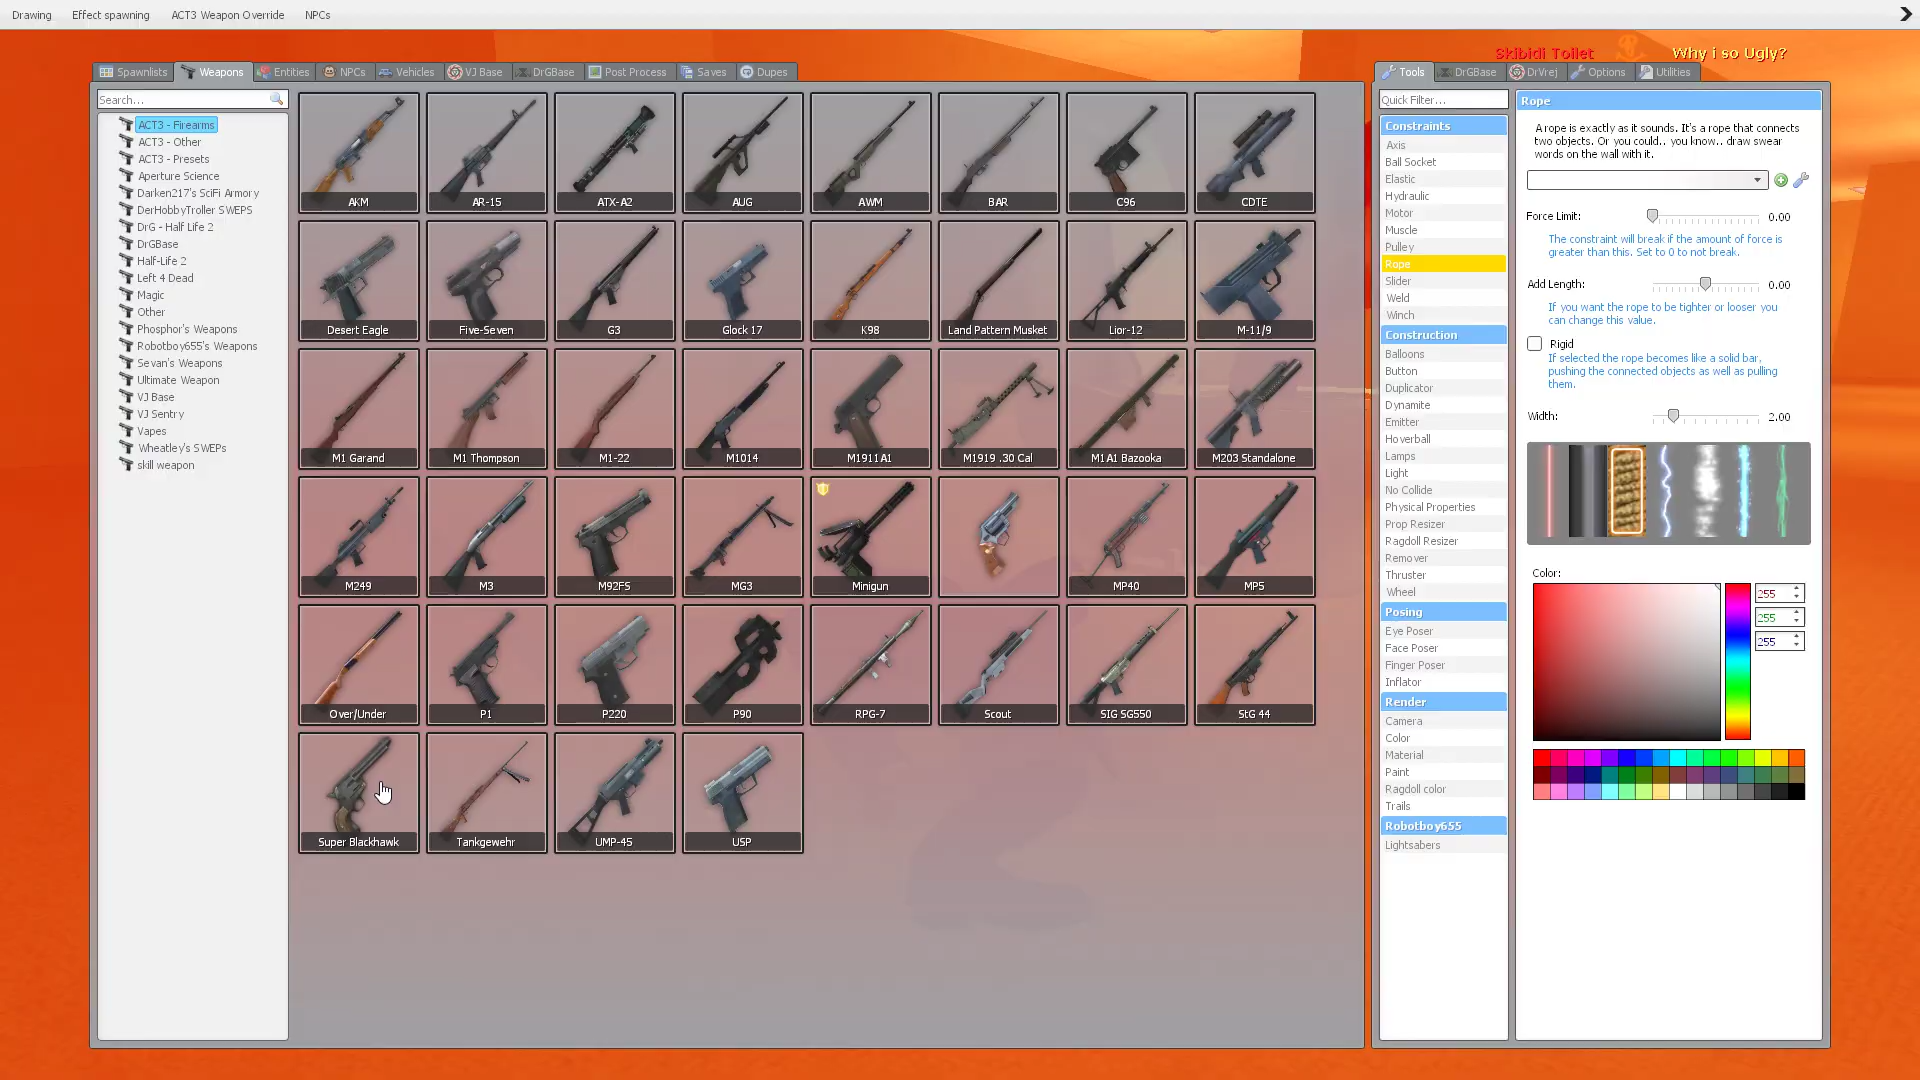 Drawing Effect spawning ACT3 Weapon Override NPCs
Skibidi Toilet Why i so Ugly?
Spawnlists Weapons Entities NPCs Vehicles VJ Base DrGBase Post Process Saves Dupes
Search...
ACT3 - Firearms
ACT3 - Other
ACT3 - Presets
Aperture Science
Darken217's SciFi Armory
DerHobbyTroller SWEPS
DrG - Half Life 2
DrGBase
Half-Life 2
Left 4 Dead
Magic
Other
Phosphor's Weapons
Robotboy655's Weapons
Sevan's Weapons
Ultimate Weapon
VJ Base
VJ Sentry
Vapes
Wheatley's SWEPs
skill weapon
AKM AR-15 ATX-A2 AUG AWM BAR C96 CDTE
Desert Eagle Five-Seven G3 Glock 17 K98 Land Pattern Musket Lior-12 M-11/9
M1 Garand M1 Thompson M1-22 M1014 M1911A1 M1919 .30 Cal M1A1 Bazooka M203 Standalone
M249 M3 M92FS MG3 Minigun MP40 MP5
Over/Under P1 P220 P90 RPG-7 Scout SIG SG550 StG 44
Super Blackhawk Tankgewehr UMP-45 USP
Tools DrGBase DrVrej Options Utilities
Quick Filter...
Constraints
Axis
Ball Socket
Elastic
Hydraulic
Motor
Muscle
Pulley
Rope
Slider
Weld
Winch
Construction
Balloons
Button
Duplicator
Dynamite
Emitter
Hoverball
Lamps
Light
No Collide
Physical Properties
Prop Resizer
Ragdoll Resizer
Remover
Thruster
Wheel
Posing
Eye Poser
Face Poser
Finger Poser
Inflator
Render
Camera
Color
Material
Paint
Ragdoll color
Trails
Robotboy655
Lightsabers
Rope
A rope is exactly as it sounds. It's a rope that connects
two objects. Or you could.. you know.. draw swear
words on the wall with it.
Force Limit: 0.00
The constraint will break if the amount of force is
greater than this. Set to 0 to not break.
Add Length: 0.00
If you want the rope to be tighter or looser you
can change this value.
Rigid
If selected the rope becomes like a solid bar,
pushing the connected objects as well as pulling
them.
Width: 2.00
Color:
255
255
255